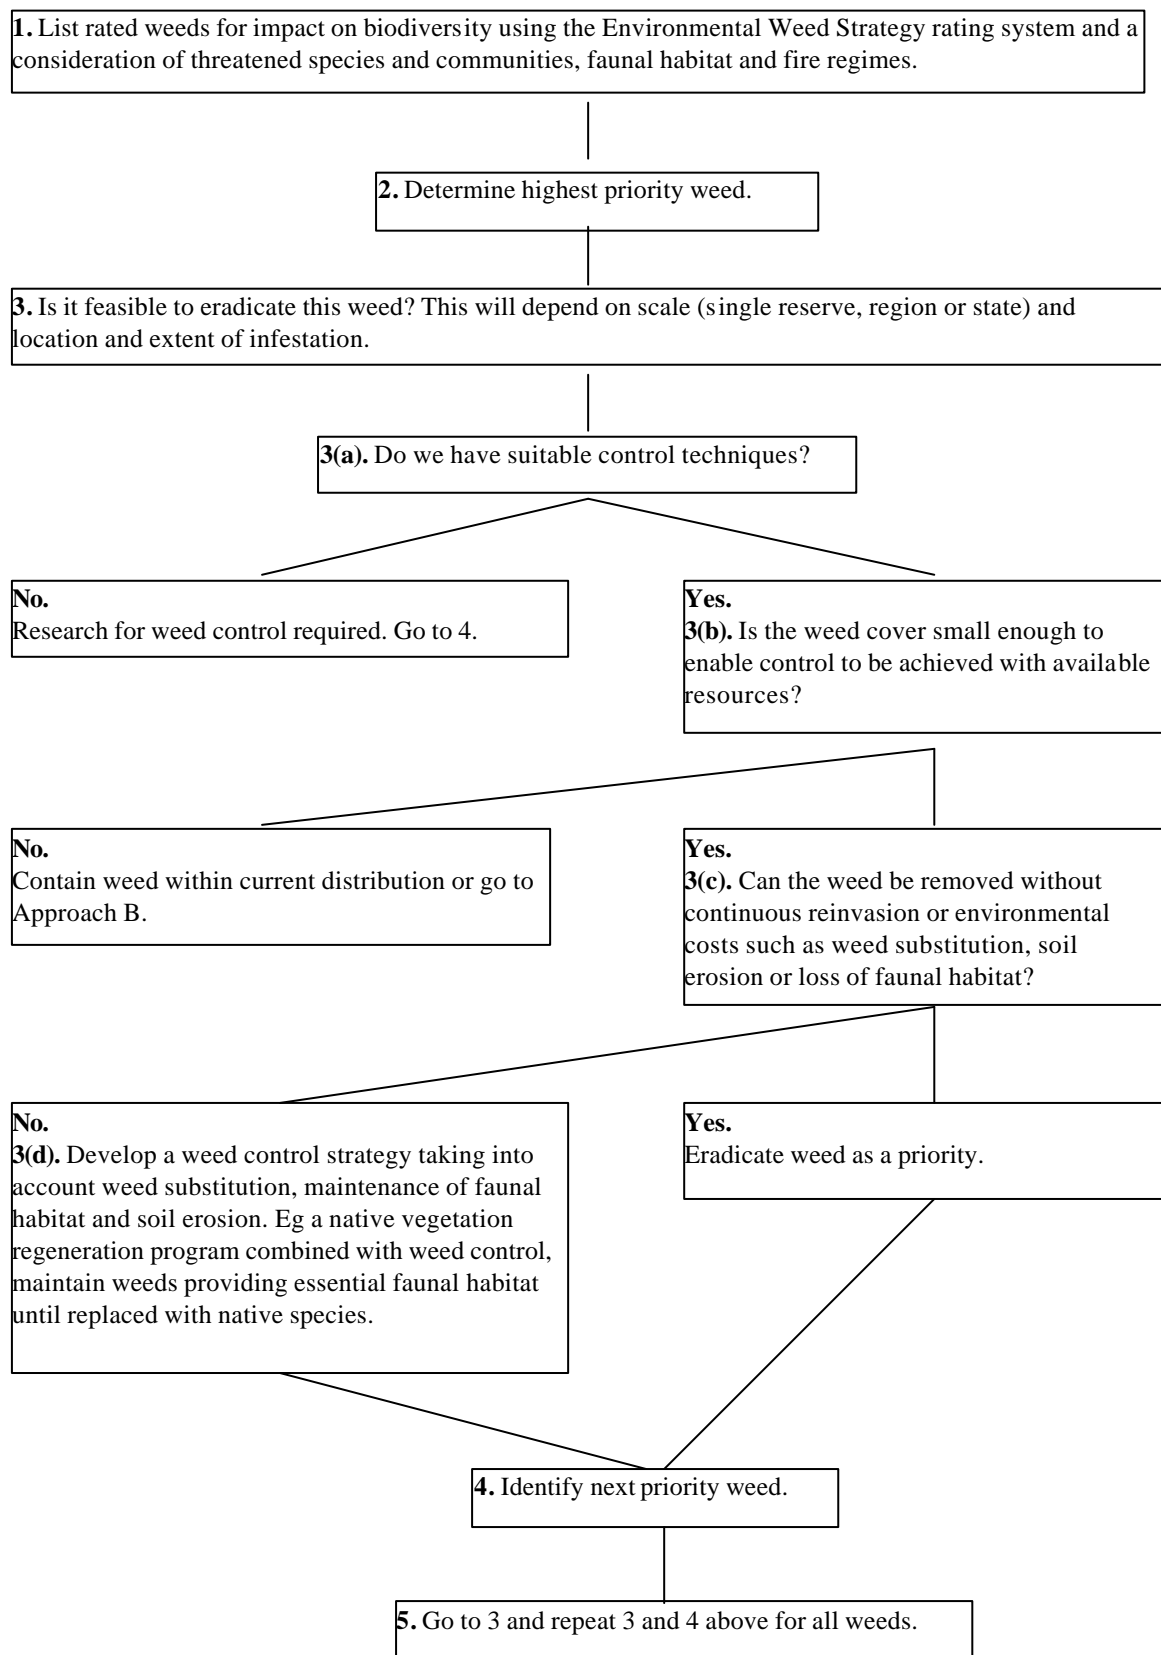 1. List rated weeds for impact on biodiversity using the Environmental Weed Strategy rating system and a
consideration of threatened species and communities, faunal habitat and fire regimes.
2. Determine highest priority weed.
3. Is it feasible to eradicate this weed? This will depend on scale (single reserve, region or state) and
location and extent of infestation.
3(a). Do we have suitable control techniques?
No.
Research for weed control required. Go to 4.
Yes.
3(b). Is the weed cover small enough to
enable control to be achieved with available
resources?
No.
Contain weed within current distribution or go to
Approach B.
Yes.
3(c). Can the weed be removed without
continuous reinvasion or environmental
costs such as weed substitution, soil
erosion or loss of faunal habitat?
No.
3(d). Develop a weed control strategy taking into
account weed substitution, maintenance of faunal
habitat and soil erosion. Eg a native vegetation
regeneration program combined with weed control,
maintain weeds providing essential faunal habitat
until replaced with native species.
Yes.
Eradicate weed as a priority.
4. Identify next priority weed.
5. Go to 3 and repeat 3 and 4 above for all weeds.